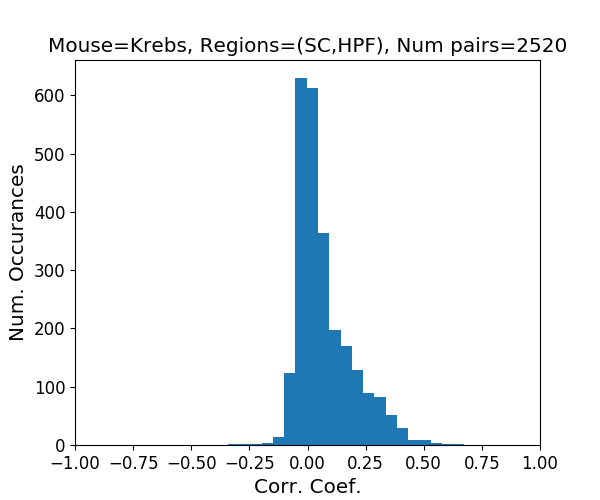 Mouse=Krebs, Regions=(SC,HPF), Num pairs=2520
Num. Occurances
600
500
400
300
200
100
0
−1.00 −0.75 −0.50 −0.25 0.00 0.25 0.50 0.75 1.00
Corr. Coef.